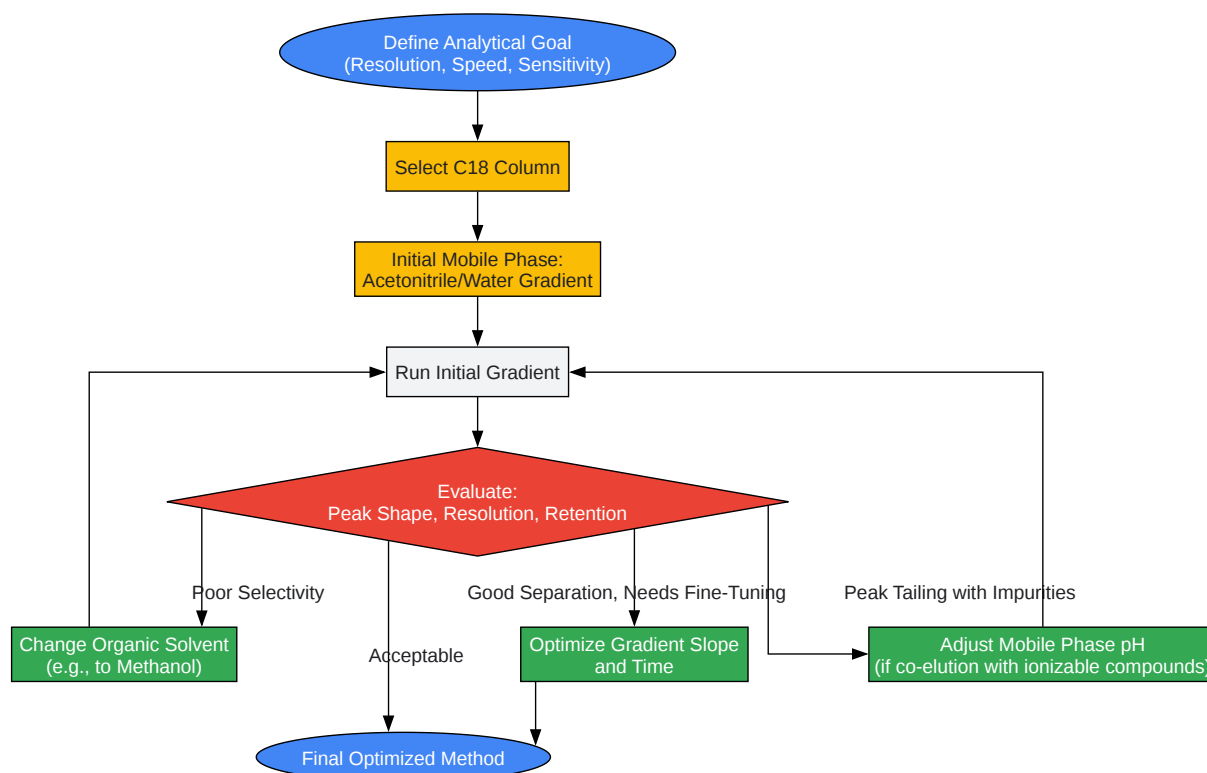 Define Analytical Goal
(Resolution, Speed, Sensitivity)
Select C18 Column
Initial Mobile Phase:
Acetonitrile/Water Gradient
Run Initial Gradient
Evaluate:
Peak Shape, Resolution, Retention
Poor Selectivity
Good Separation, Needs Fine-Tuning
Peak Tailing with Impurities
Acceptable
Change Organic Solvent
(e.g., to Methanol)
Optimize Gradient Slope
and Time
Adjust Mobile Phase pH
(if co-elution with ionizable compounds)
Final Optimized Method